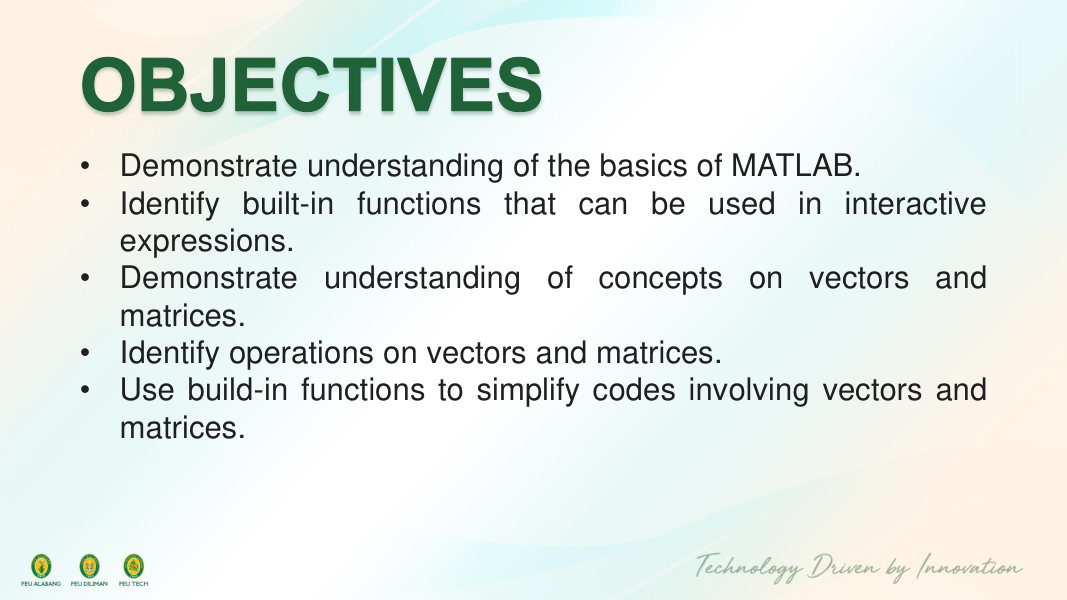 OBJECTIVES
• Demonstrate understanding of the basics of MATLAB.
• Identify built-in functions that can be used in interactive
expressions.
• Demonstrate understanding of concepts on vectors and
matrices.
• Identify operations on vectors and matrices.
• Use build-in functions to simplify codes involving vectors and
matrices.
FEU ALABANG FEU DILIMAN FEU TECH
Technology Driven by Innovation